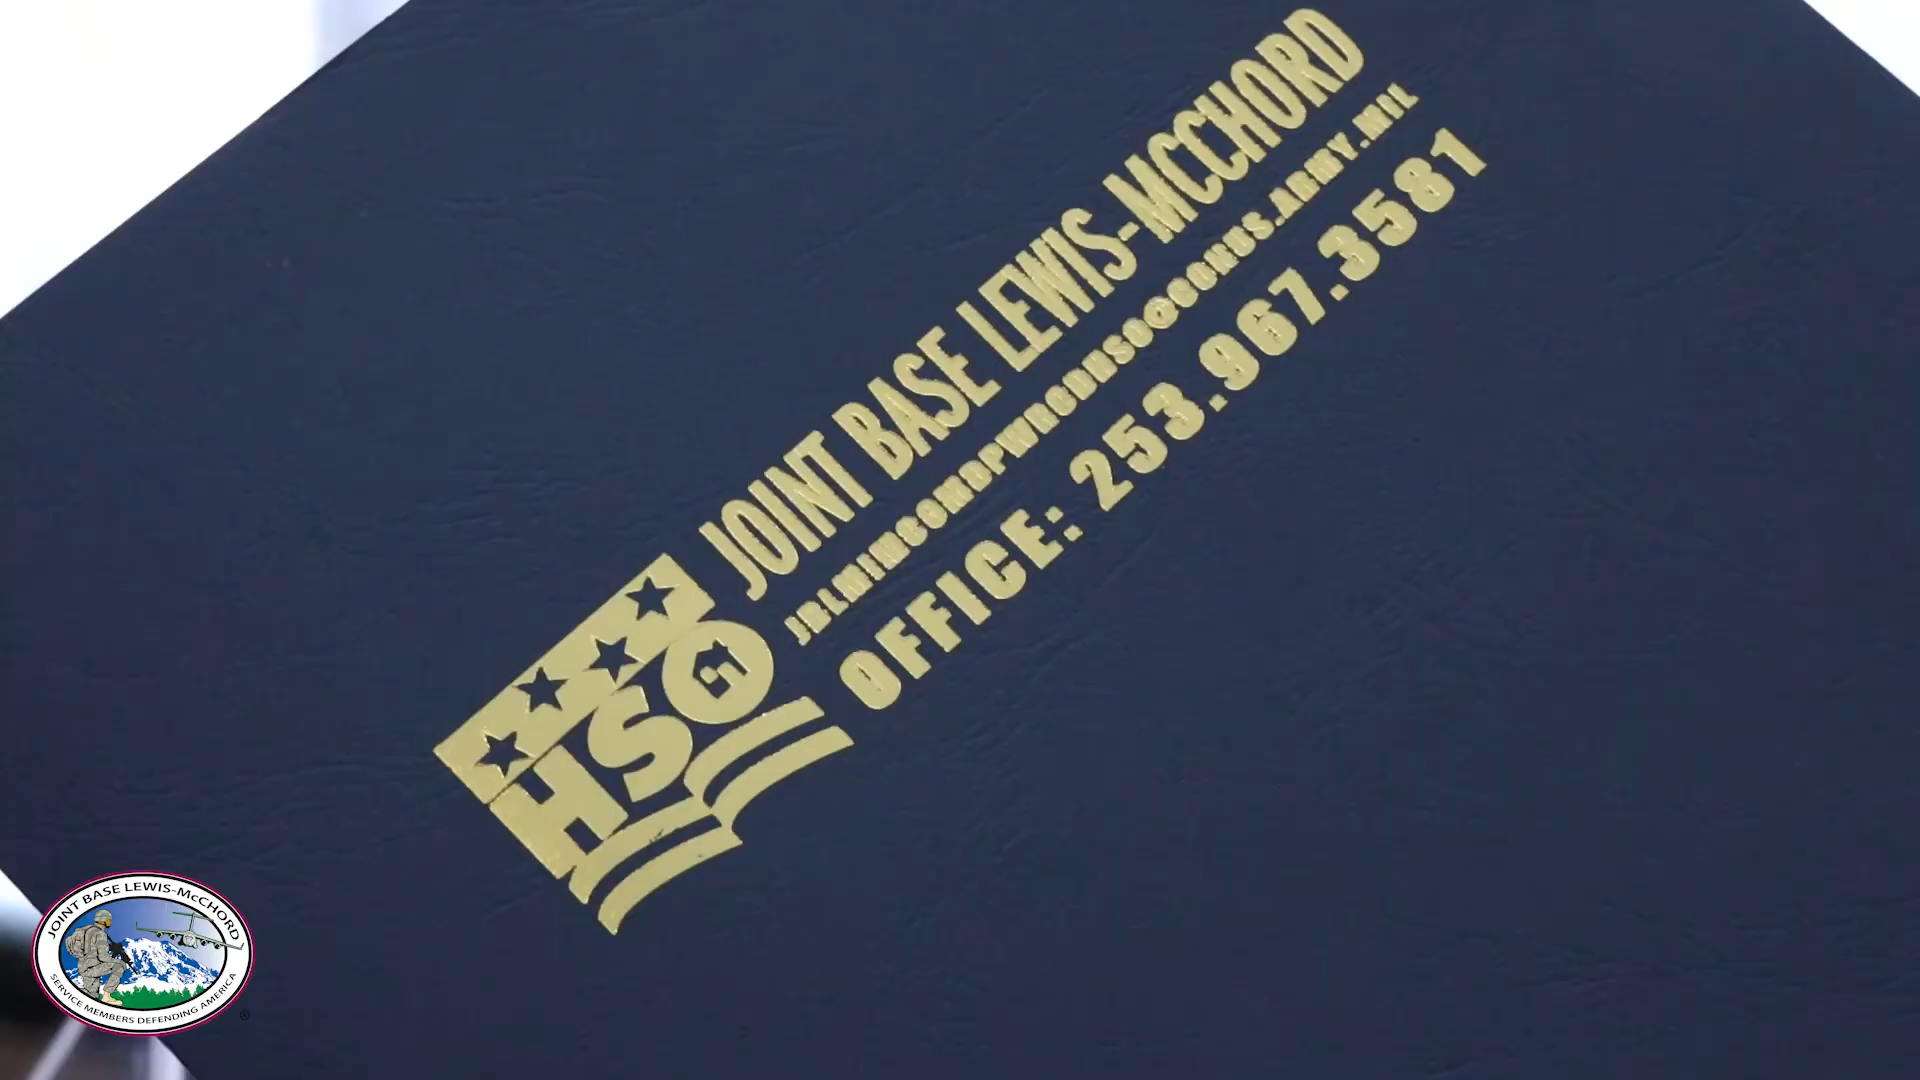 JOINT BASE LEWIS-MCCHORD
JBLMIMCOMDPWRCDHSO@CONUS.ARMY.MIL
OFFICE: 253.967.3581
HSO
JOINT BASE LEWIS-McCHORD
SERVICE MEMBERS DEFENDING AMERICA
®